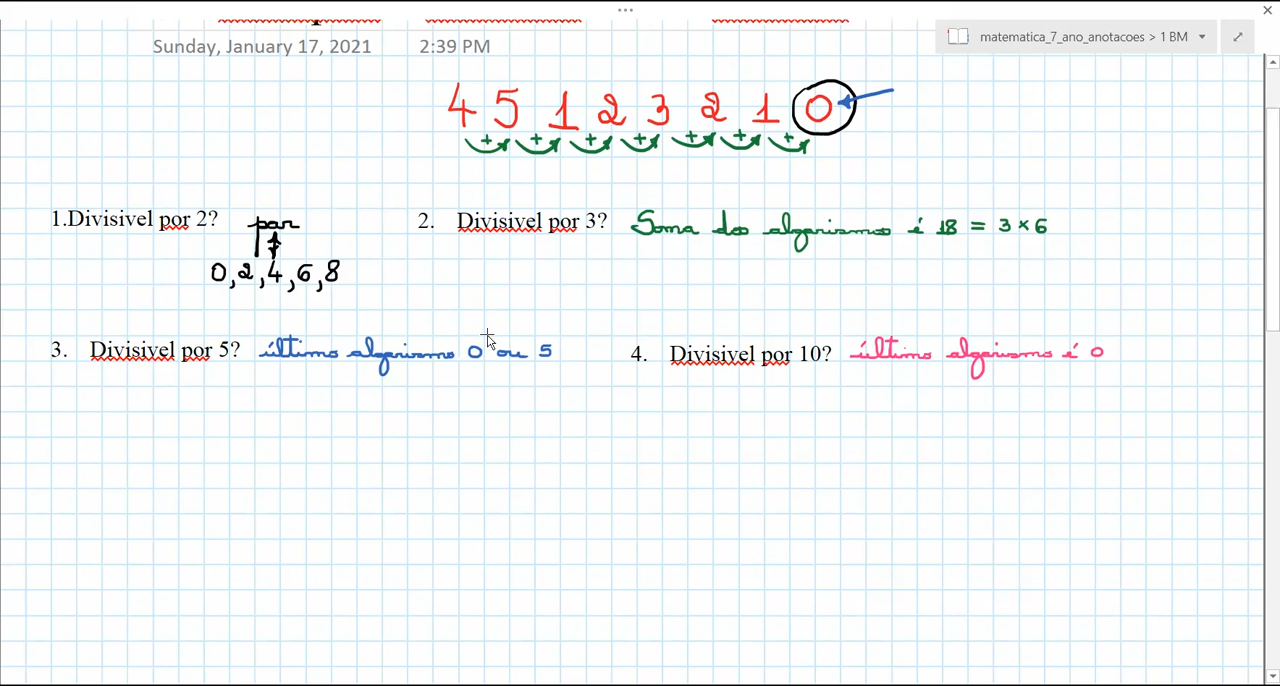 Sunday, January 17, 2021 2:39 PM
matematica_7_ano_anotacoes > 1 BM
4 5 1 2 3 2 1 0
+ + + + + + +
1.Divisivel por 2? par
0, 2, 4, 6, 8
2. Divisivel por 3? Soma dos algarismos é 18 = 3 × 6
3. Divisivel por 5? último algarismo 0 ou 5
4. Divisivel por 10? último algarismo é 0